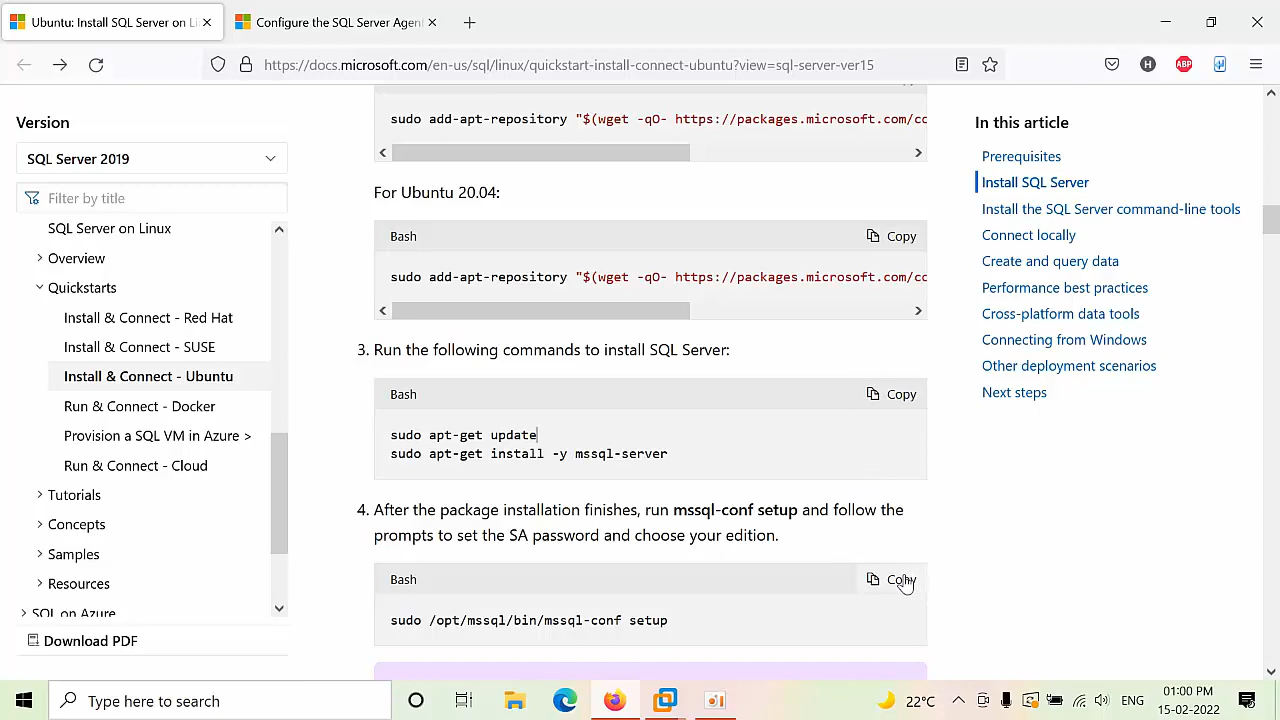 Ubuntu: Install SQL Server on Li
Configure the SQL Server Agent
https://docs.microsoft.com/en-us/sql/linux/quickstart-install-connect-ubuntu?view=sql-server-ver15
H
ABP
Version
SQL Server 2019
Filter by title
SQL Server on Linux
Overview
Quickstarts
Install & Connect - Red Hat
Install & Connect - SUSE
Install & Connect - Ubuntu
Run & Connect - Docker
Provision a SQL VM in Azure >
Run & Connect - Cloud
Tutorials
Concepts
Samples
Resources
SQL on Azure
Download PDF
sudo add-apt-repository "$(wget -qO- https://packages.microsoft.com/co
For Ubuntu 20.04:
Bash
Copy
sudo add-apt-repository "$(wget -qO- https://packages.microsoft.com/co
3. Run the following commands to install SQL Server:
Bash
Copy
sudo apt-get update
sudo apt-get install -y mssql-server
4. After the package installation finishes, run mssql-conf setup and follow the
prompts to set the SA password and choose your edition.
Bash
Copy
sudo /opt/mssql/bin/mssql-conf setup
In this article
Prerequisites
Install SQL Server
Install the SQL Server command-line tools
Connect locally
Create and query data
Performance best practices
Cross-platform data tools
Connecting from Windows
Other deployment scenarios
Next steps
Type here to search
22°C
ENG
01:00 PM
15-02-2022